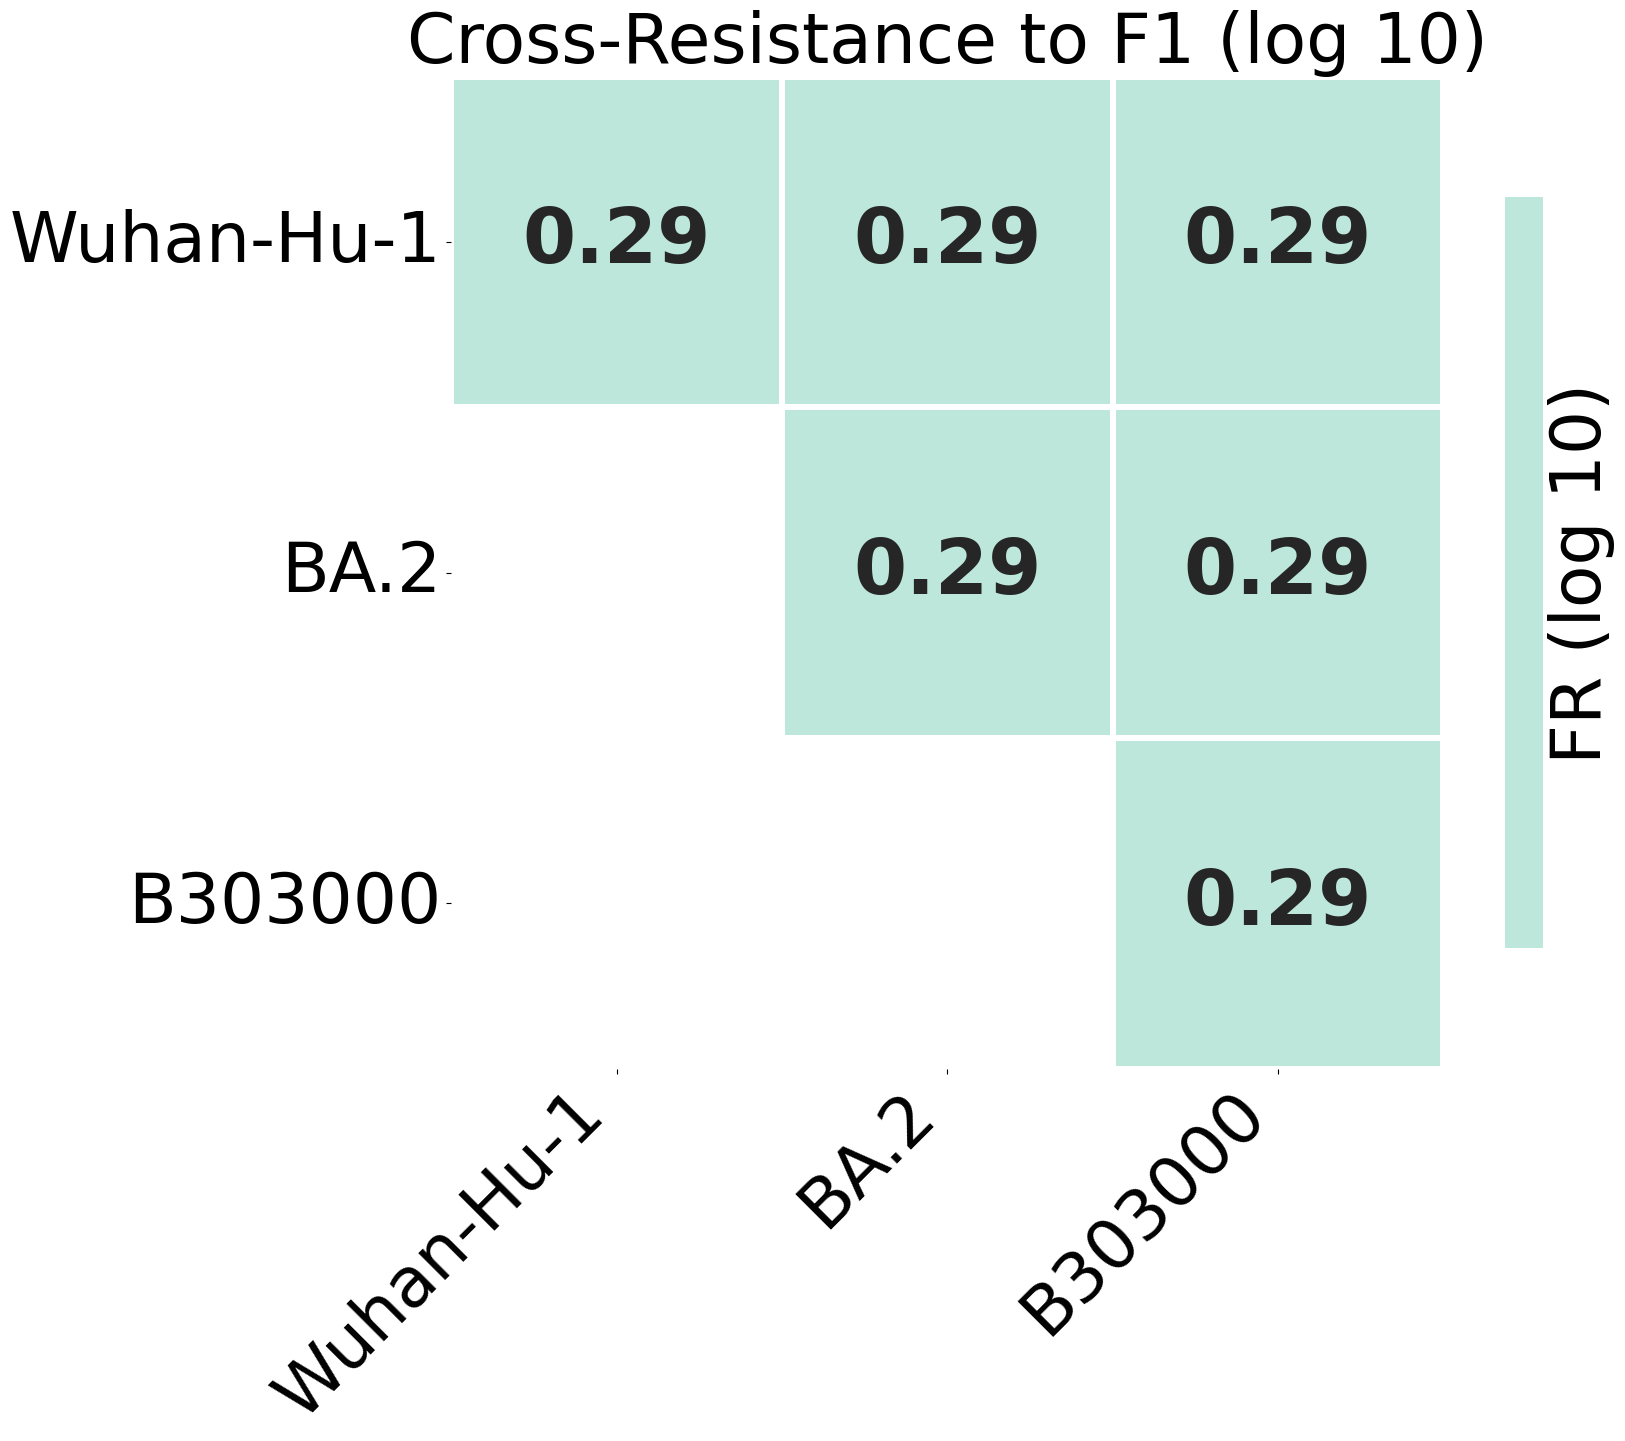 Cross-Resistance to F1 (log 10)
Wuhan-Hu-1
0.29 0.29 0.29
BA.2
0.29 0.29
B303000
0.29
Wuhan-Hu-1
BA.2
B303000
FR (log 10)